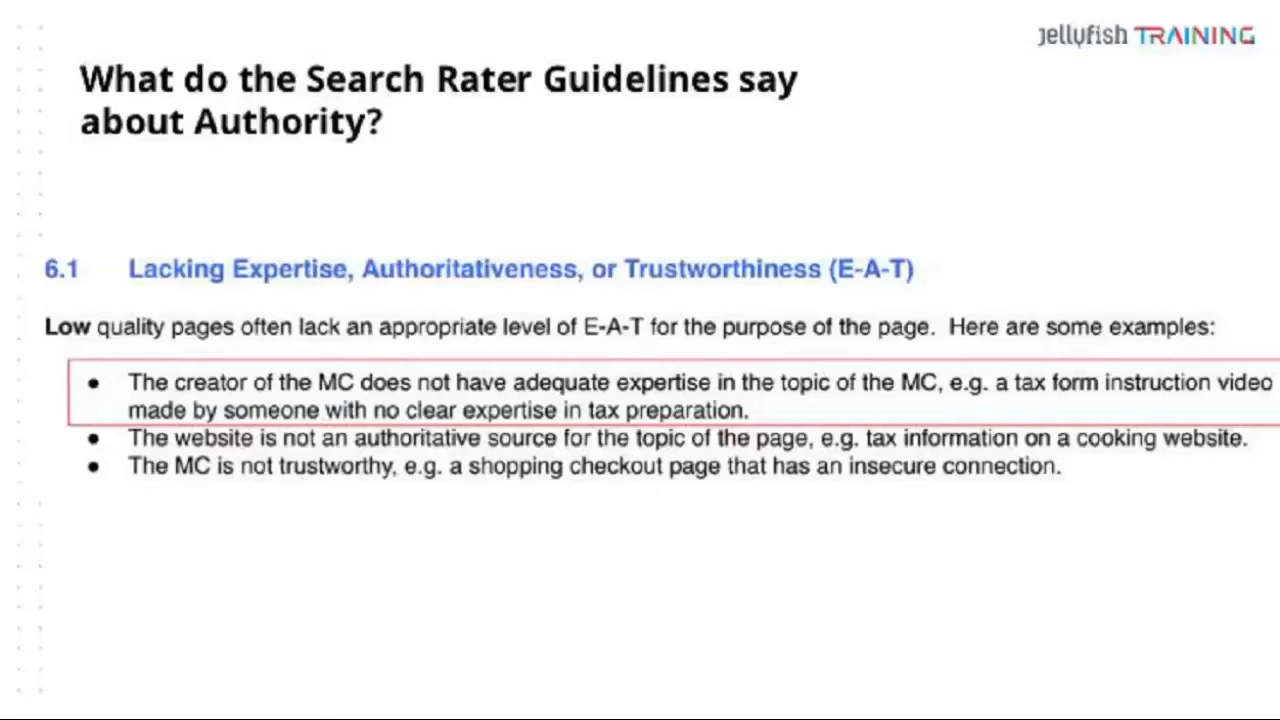 Jellyfish TRAINING
What do the Search Rater Guidelines say
about Authority?
6.1 Lacking Expertise, Authoritativeness, or Trustworthiness (E-A-T)
Low quality pages often lack an appropriate level of E-A-T for the purpose of the page. Here are some examples:
● The creator of the MC does not have adequate expertise in the topic of the MC, e.g. a tax form instruction video
made by someone with no clear expertise in tax preparation.
● The website is not an authoritative source for the topic of the page, e.g. tax information on a cooking website.
● The MC is not trustworthy, e.g. a shopping checkout page that has an insecure connection.